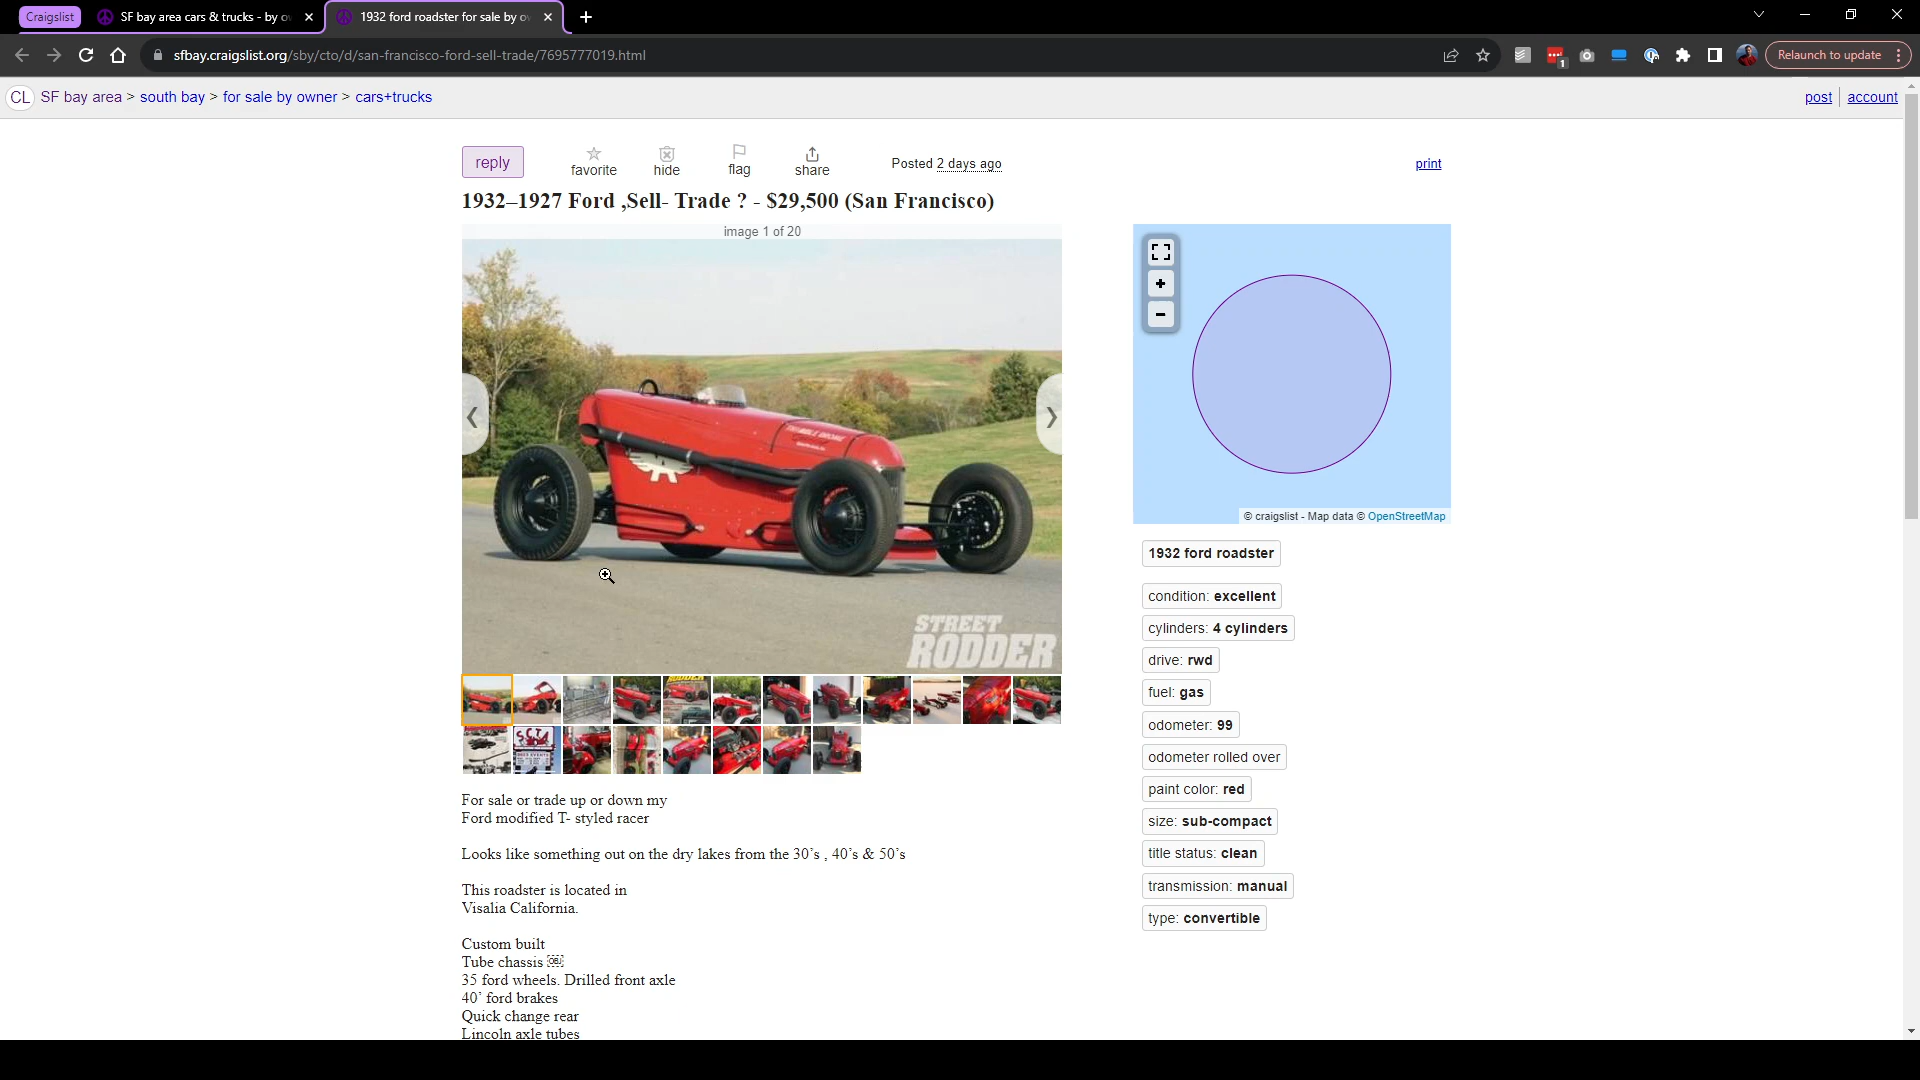 Craigslist
SF bay area cars & trucks - by o
1932 ford roadster for sale by o
sfbay.craigslist.org/sby/cto/d/san-francisco-ford-sell-trade/7695777019.html
1
Relaunch to update
CL SF bay area > south bay > for sale by owner > cars+trucks
post account
reply
favorite
hide
flag
share
Posted 2 days ago
print
1932–1927 Ford ,Sell- Trade ? - $29,500 (San Francisco)
image 1 of 20
STREET
RODDER
+
−
© craigslist - Map data © OpenStreetMap
1932 ford roadster
condition: excellent
cylinders: 4 cylinders
drive: rwd
fuel: gas
odometer: 99
odometer rolled over
paint color: red
size: sub-compact
title status: clean
transmission: manual
type: convertible
RODDER
S.C.T.A.
For sale or trade up or down my
Ford modified T- styled racer
Looks like something out on the dry lakes from the 30’s , 40’s & 50’s
This roadster is located in
Visalia California.
Custom built
Tube chassis ￼
35 ford wheels. Drilled front axle
40’ ford brakes
Quick change rear
Lincoln axle tubes